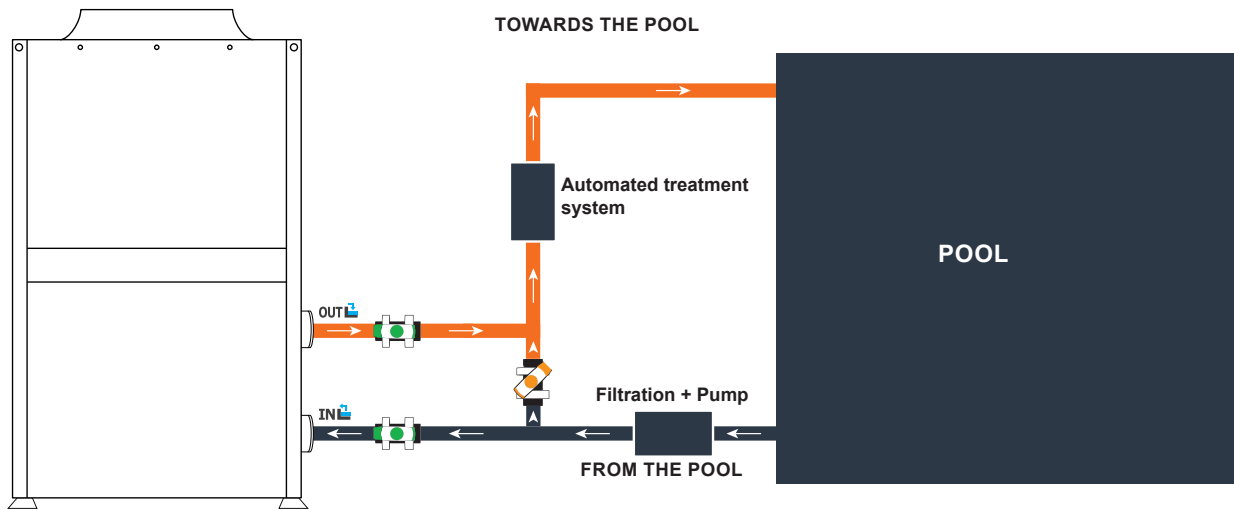 TOWARDS THE POOL
Automated treatment
system
POOL
OUT
Filtration + Pump
IN
FROM THE POOL